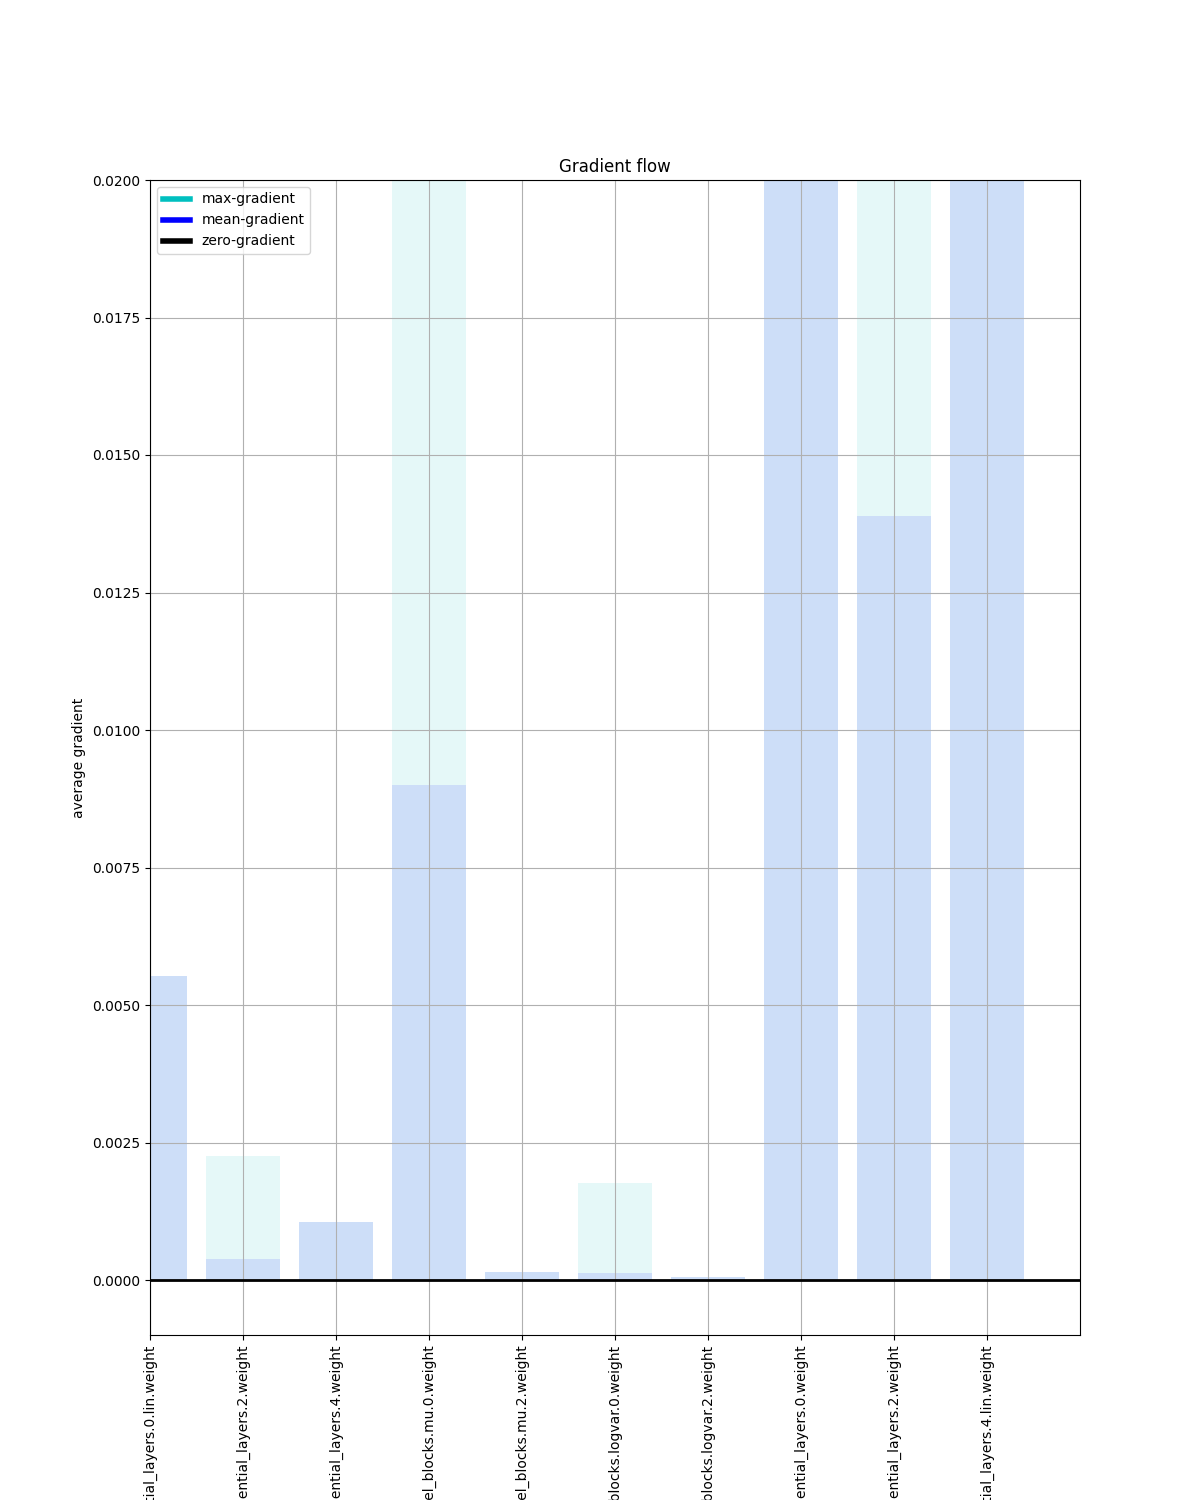 Gradient flow
max-gradient
mean-gradient
zero-gradient
0.0200
0.0175
0.0150
0.0125
0.0100
0.0075
0.0050
0.0025
0.0000
average gradient
tial_layers.0.lin.weight
ential_layers.2.weight
ential_layers.4.weight
el_blocks.mu.0.weight
el_blocks.mu.2.weight
blocks.logvar.0.weight
blocks.logvar.2.weight
ential_layers.0.weight
ential_layers.2.weight
tial_layers.4.lin.weight